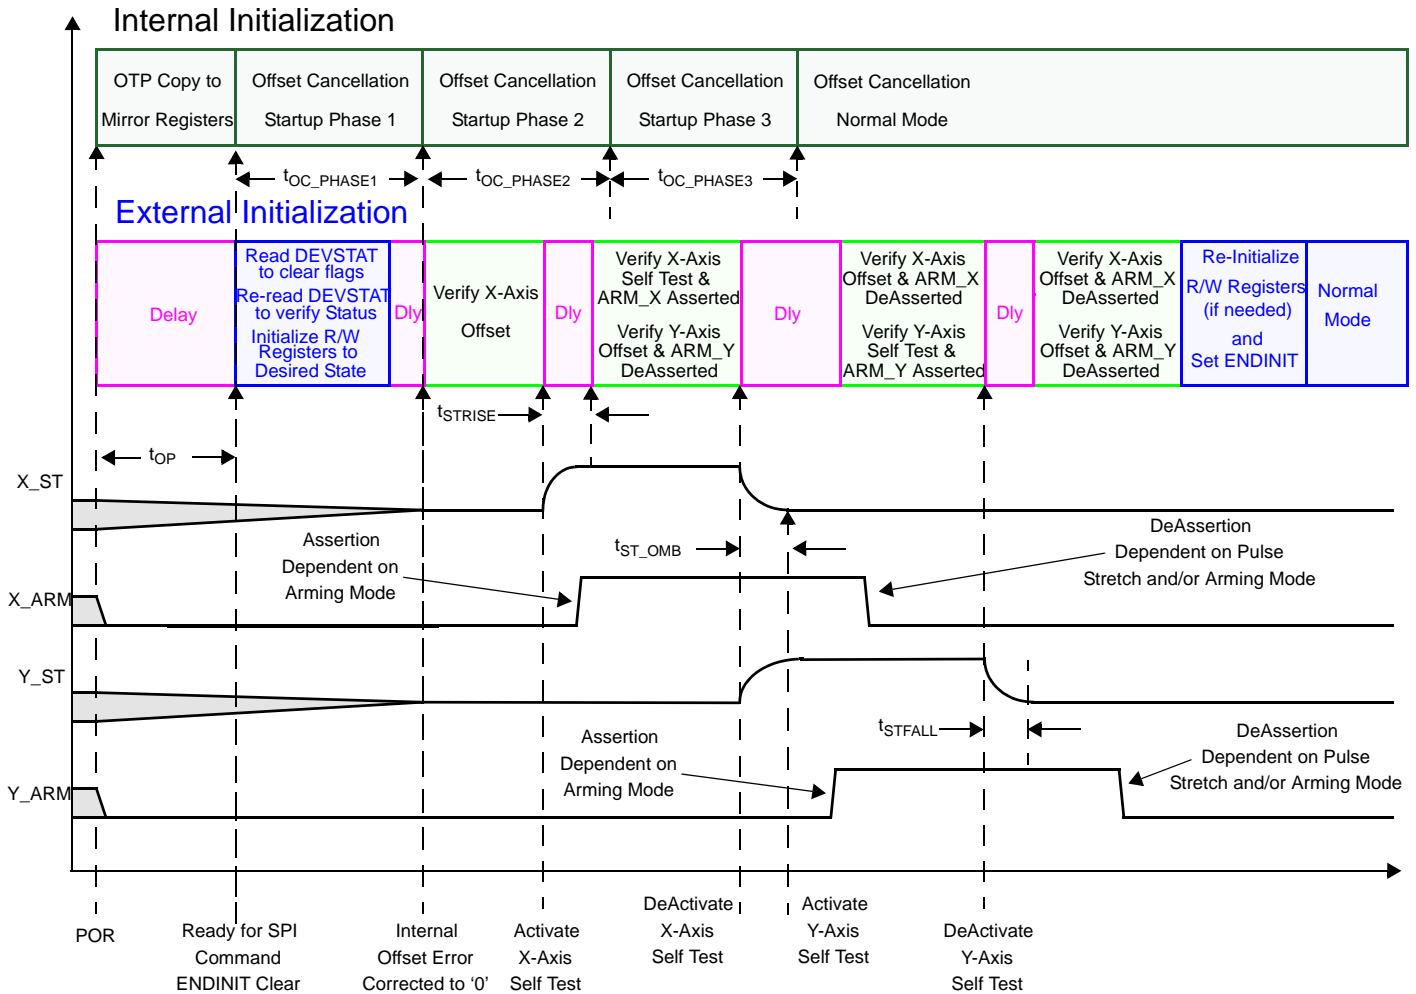 Internal Initialization
OTP Copy to
Mirror Registers
Offset Cancellation
Startup Phase 1
Offset Cancellation
Startup Phase 2
Offset Cancellation
Startup Phase 3
Offset Cancellation
Normal Mode
tOC_PHASE1
tOC_PHASE2
tOC_PHASE3
External Initialization
Delay
Read DEVSTAT
to clear flags
Re-read DEVSTAT
to verify Status
Initialize R/W
Registers to
Desired State
Dly
Verify X-Axis
Offset
Dly
Verify X-Axis
Self Test &
ARM_X Asserted
Verify Y-Axis
Offset & ARM_Y
DeAsserted
Dly
Verify X-Axis
Offset & ARM_X
DeAsserted
Verify Y-Axis
Self Test &
ARM_Y Asserted
Dly
Verify X-Axis
Offset & ARM_X
DeAsserted
Verify Y-Axis
Offset & ARM_Y
DeAsserted
Re-Initialize
R/W Registers
(if needed)
and
Set ENDINIT
Normal
Mode
tSTRISE
tOP
X_ST
Assertion
Dependent on
Arming Mode
tST_OMB
DeAssertion
Dependent on Pulse
Stretch and/or Arming Mode
X_ARM
Y_ST
tSTFALL
Assertion
Dependent on
Arming Mode
DeAssertion
Dependent on Pulse
Stretch and/or Arming Mode
Y_ARM
POR
Ready for SPI
Command
ENDINIT Clear
Internal
Offset Error
Corrected to ‘0’
Activate
X-Axis
Self Test
DeActivate
X-Axis
Self Test
Activate
Y-Axis
Self Test
DeActivate
Y-Axis
Self Test